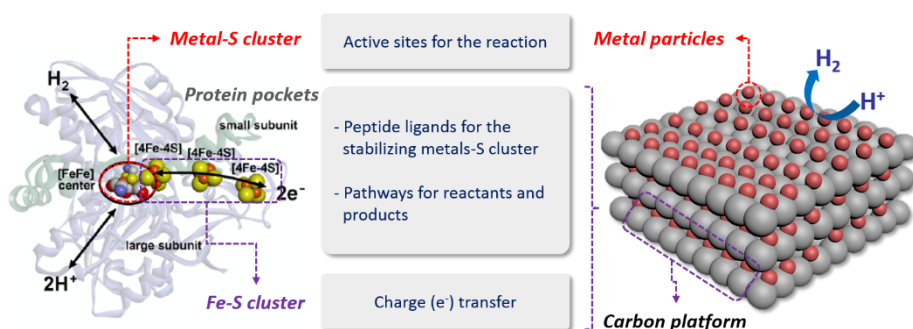 Metal-S cluster
H2
Protein pockets
small subunit
[4Fe-4S]
[4Fe-4S]
[4Fe-4S]
[FeFe]
center
2e-
large subunit
2H+
Fe-S cluster
Active sites for the reaction
- Peptide ligands for the
stabilizing metals-S cluster
- Pathways for reactants and
products
Charge (e-) transfer
Metal particles
H2
H+
Carbon platform